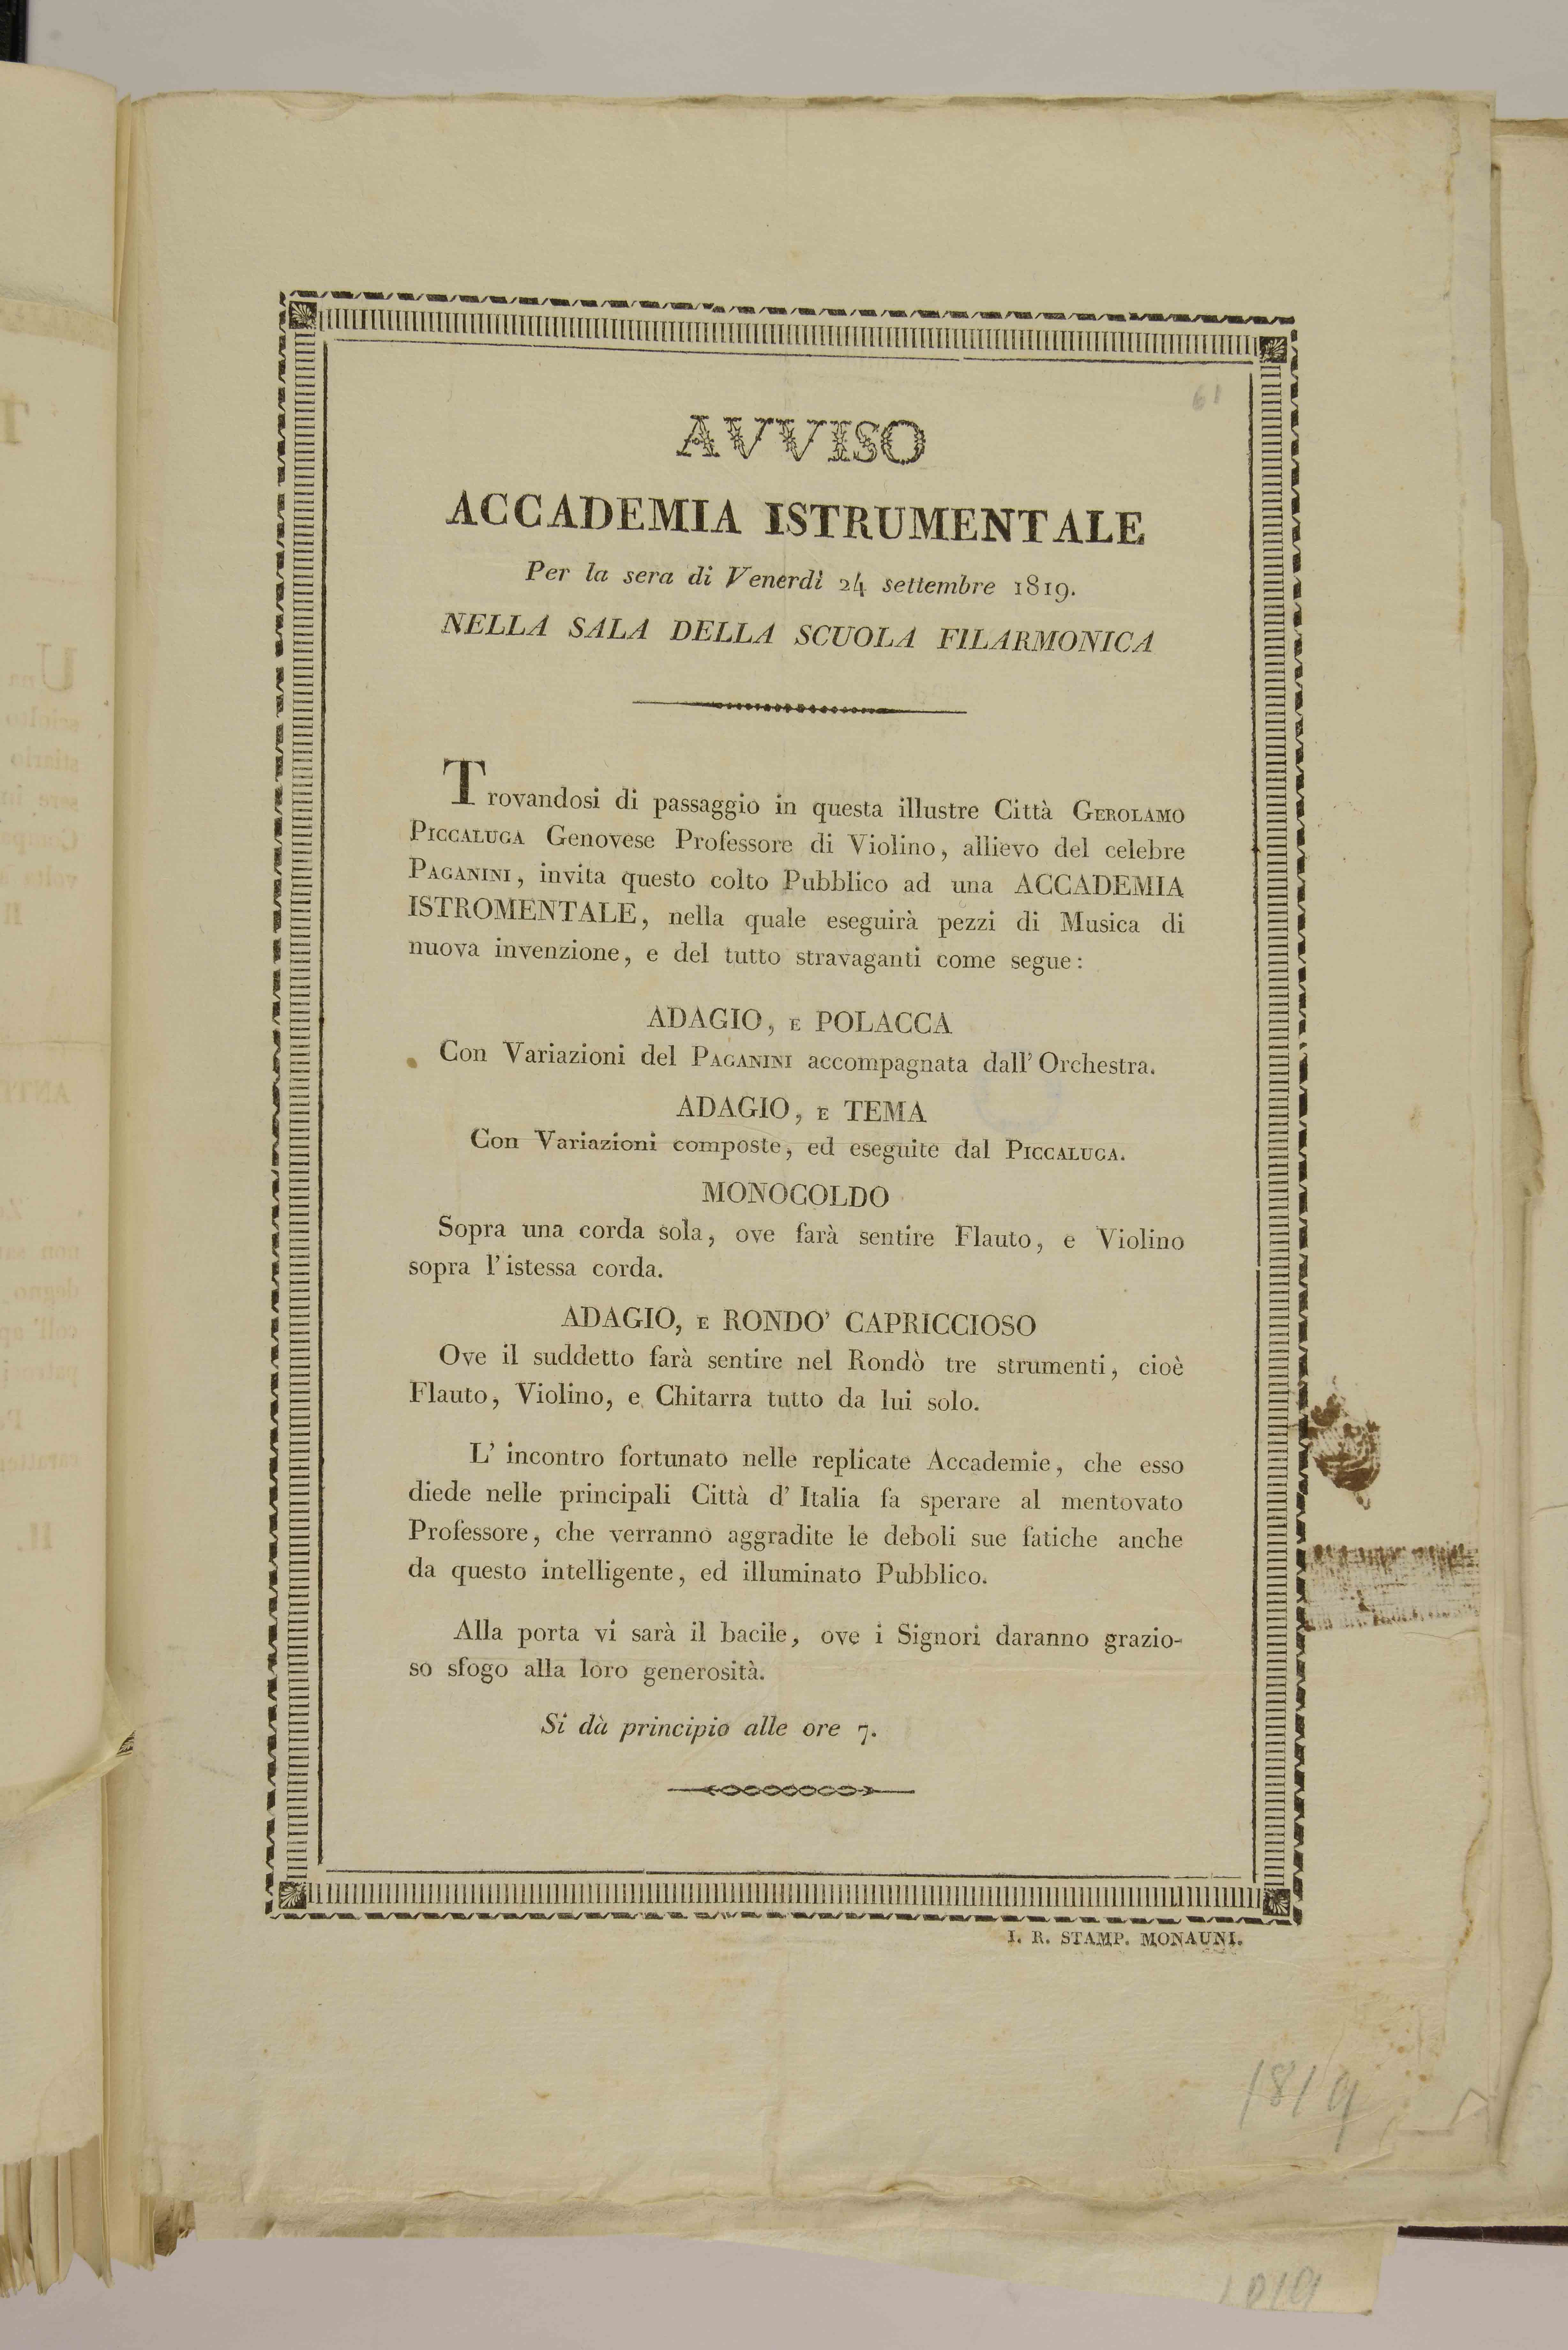 61
AVVISO
ACCADEMIA ISTRUMENTALE
Per la sera di Venerdì 24 settembre 1819.
NELLA SALA DELLA SCUOLA FILARMONICA
Trovandosi di passaggio in questa illustre Città GEROLAMO
PICCALUGA Genovese Professore di Violino, allievo del celebre
PAGANINI, invita questo colto Pubblico ad una ACCADEMIA
ISTROMENTALE, nella quale eseguirà pezzi di Musica di
nuova invenzione, e del tutto stravaganti come segue:
ADAGIO, E POLACCA
Con Variazioni del PAGANINI accompagnata dall' Orchestra.
ADAGIO, E TEMA
Con Variazioni composte, ed eseguite dal PICCALUGA.
MONOCOLDO
Sopra una corda sola, ove farà sentire Flauto, e Violino
sopra l'istessa corda.
ADAGIO, E RONDO' CAPRICCIOSO
Ove il suddetto farà sentire nel Rondò tre strumenti, cioè
Flauto, Violino, e Chitarra tutto da lui solo.
L' incontro fortunato nelle replicate Accademie, che esso
diede nelle principali Città d' Italia fa sperare al mentovato
Professore, che verranno aggradite le deboli sue fatiche anche
da questo intelligente, ed illuminato Pubblico.
Alla porta vi sarà il bacile, ove i Signori daranno grazio-
so sfogo alla loro generosità.
Si dà principio alle ore 7.
I. R. STAMP. MONAUNI.
1819
1819